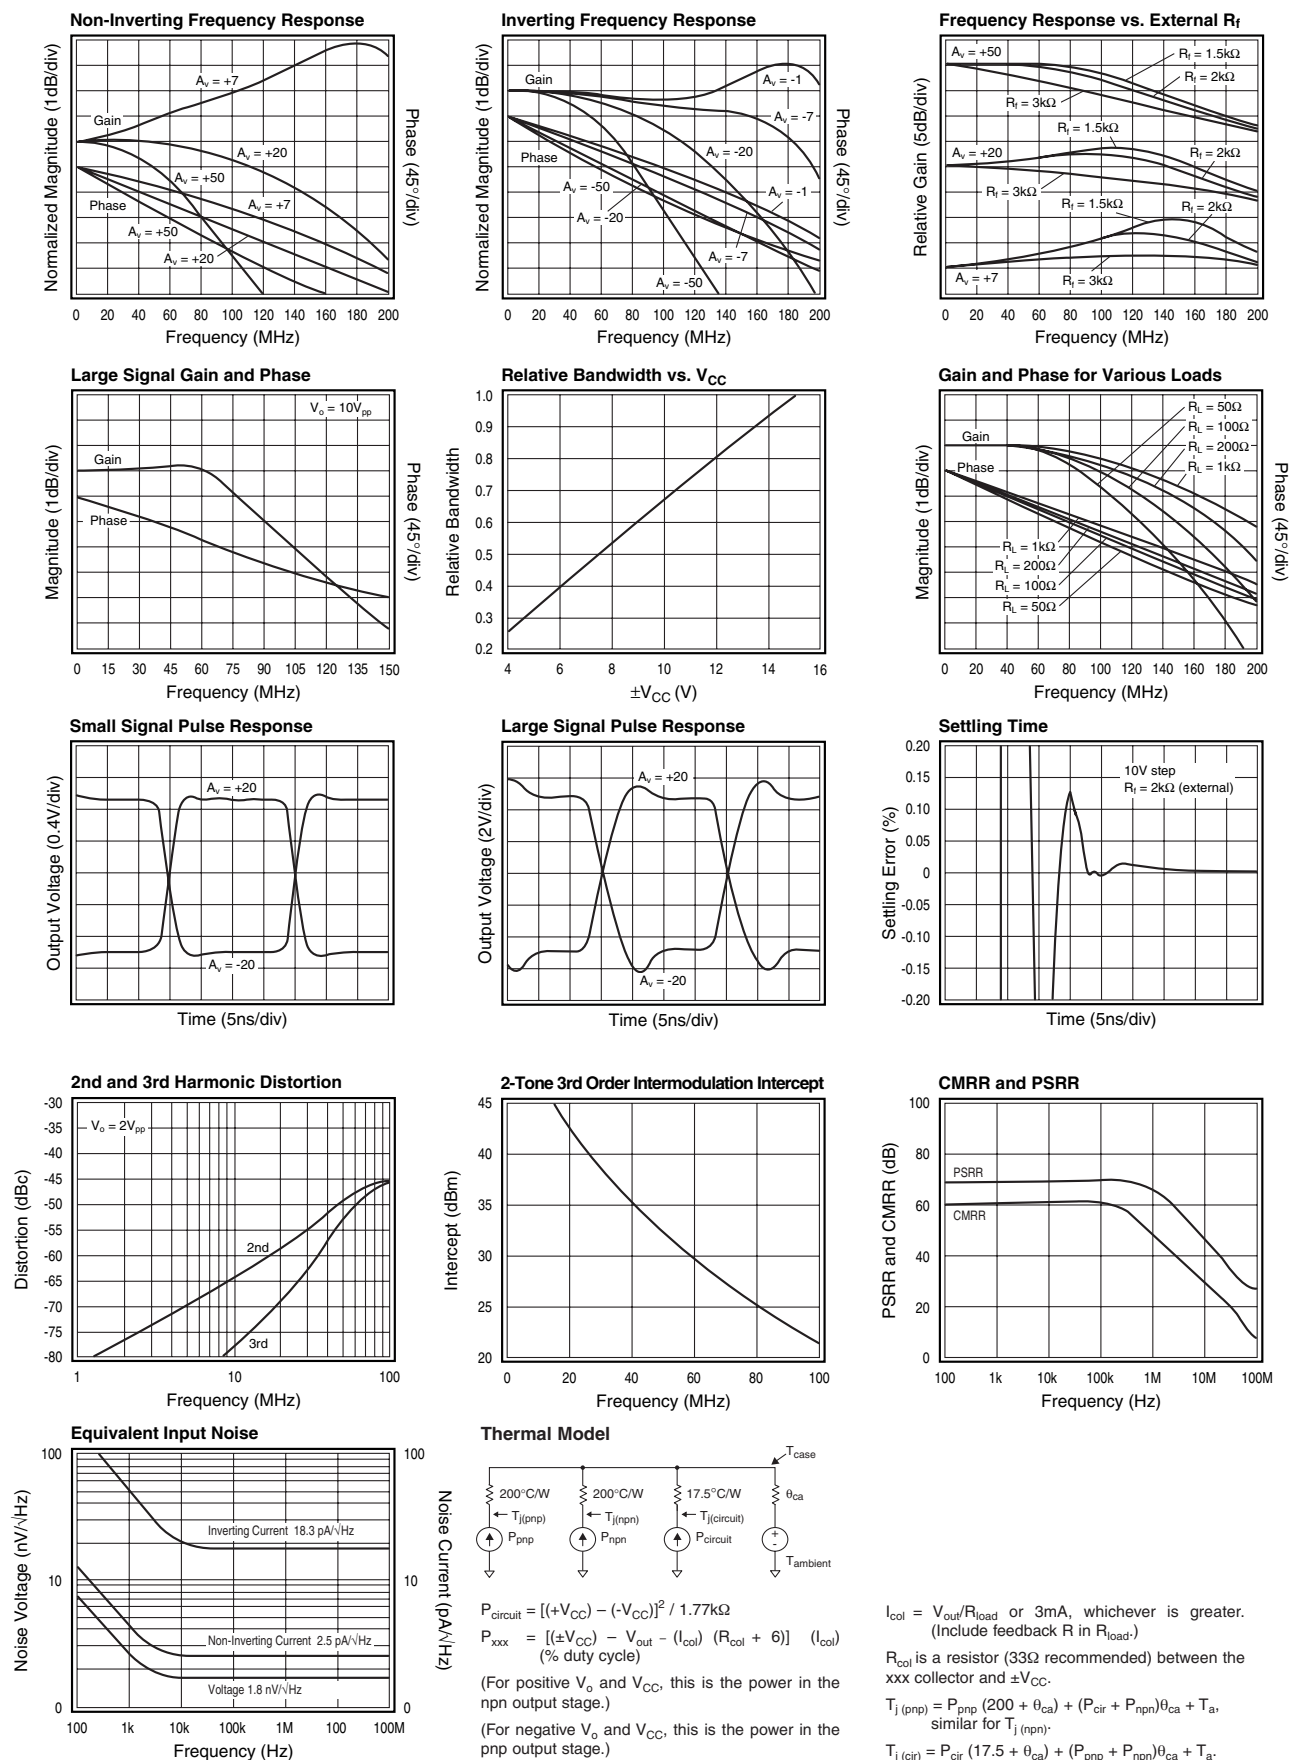 Non-Inverting Frequency Response
Normalized Magnitude (1dB/div)
Phase (45°/div)
Gain
Phase
Av = +7
Av = +20
Av = +50
Av = +7
Av = +50
Av = +20
0 20 40 60 80 100 120 140 160 180 200
Frequency (MHz)
Inverting Frequency Response
Normalized Magnitude (1dB/div)
Phase (45°/div)
Gain
Phase
Av = -1
Av = -7
Av = -20
Av = -50
Av = -20
Av = -1
Av = -7
Av = -50
0 20 40 60 80 100 120 140 160 180 200
Frequency (MHz)
Frequency Response vs. External Rf
Relative Gain (5dB/div)
Av = +50
Rf = 1.5kΩ
Rf = 2kΩ
Rf = 3kΩ
Rf = 1.5kΩ
Av = +20
Rf = 2kΩ
Rf = 3kΩ
Rf = 1.5kΩ
Rf = 2kΩ
Av = +7
Rf = 3kΩ
0 20 40 60 80 100 120 140 160 180 200
Frequency (MHz)
Large Signal Gain and Phase
Magnitude (1dB/div)
Phase (45°/div)
Vo = 10Vpp
Gain
Phase
0 15 30 45 60 75 90 105 120 135 150
Frequency (MHz)
Relative Bandwidth vs. VCC
Relative Bandwidth
1.0
0.9
0.8
0.7
0.6
0.5
0.4
0.3
0.2
4 6 8 10 12 14 16
±VCC (V)
Gain and Phase for Various Loads
Magnitude (1dB/div)
Phase (45°/div)
Gain
Phase
RL = 50Ω
RL = 100Ω
RL = 200Ω
RL = 1kΩ
RL = 1kΩ
RL = 200Ω
RL = 100Ω
RL = 50Ω
0 20 40 60 80 100 120 140 160 180 200
Frequency (MHz)
Small Signal Pulse Response
Output Voltage (0.4V/div)
Av = +20
Av = -20
Time (5ns/div)
Large Signal Pulse Response
Output Voltage (2V/div)
Av = +20
Av = -20
Time (5ns/div)
Settling Time
Settling Error (%)
0.20
0.15
0.10
0.05
0
-0.05
-0.10
-0.15
-0.20
10V step
Rf = 2kΩ (external)
Time (5ns/div)
2nd and 3rd Harmonic Distortion
Distortion (dBc)
-30
-35
-40
-45
-50
-55
-60
-65
-70
-75
-80
Vo = 2Vpp
2nd
3rd
1 10 100
Frequency (MHz)
2-Tone 3rd Order Intermodulation Intercept
Intercept (dBm)
45
40
35
30
25
20
0 20 40 60 80 100
Frequency (MHz)
CMRR and PSRR
PSRR and CMRR (dB)
100
80
60
40
20
0
PSRR
CMRR
100 1k 10k 100k 1M 10M 100M
Frequency (Hz)
Equivalent Input Noise
Noise Voltage (nV/√Hz)
Noise Current (pA/√Hz)
100 100
10 10
0 0
Inverting Current 18.3 pA/√Hz
Non-Inverting Current 2.5 pA/√Hz
Voltage 1.8 nV/√Hz
100 1k 10k 100k 1M 10M 100M
Frequency (Hz)
Thermal Model
Tcase
200°C/W 200°C/W 17.5°C/W θca
Tj(pnp) Tj(npn) Tj(circuit)
Ppnp Pnpn Pcircuit + -
Tambient
Pcircuit = [(+VCC) – (-VCC)]² / 1.77kΩ
Pxxx = [(±VCC) – Vout – (Icol) (Rcol + 6)] (Icol)
(% duty cycle)
(For positive Vo and VCC, this is the power in the
npn output stage.)
(For negative Vo and VCC, this is the power in the
pnp output stage.)
Icol = Vout/Rload or 3mA, whichever is greater.
(Include feedback R in Rload.)
Rcol is a resistor (33Ω recommended) between the
xxx collector and ±VCC.
Tj (pnp) = Ppnp (200 + θca) + (Pcir + Pnpn)θca + Ta,
similar for Tj (npn).
Tj (cir) = Pcir (17.5 + θca) + (Ppnp + Pnpn)θca + Ta.